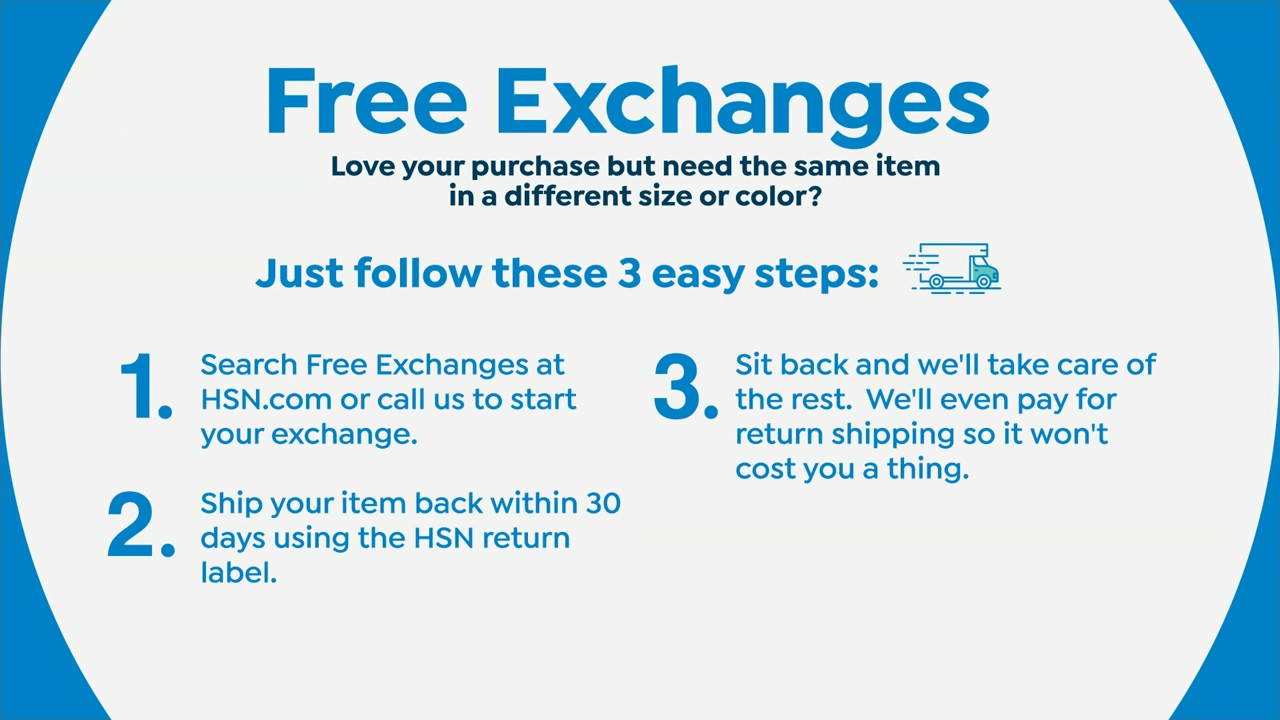 Free Exchanges
Love your purchase but need the same item
in a different size or color?
Just follow these 3 easy steps:
1. Search Free Exchanges at
HSN.com or call us to start
your exchange.
2. Ship your item back within 30
days using the HSN return
label.
3. Sit back and we'll take care of
the rest.  We'll even pay for
return shipping so it won't
cost you a thing.